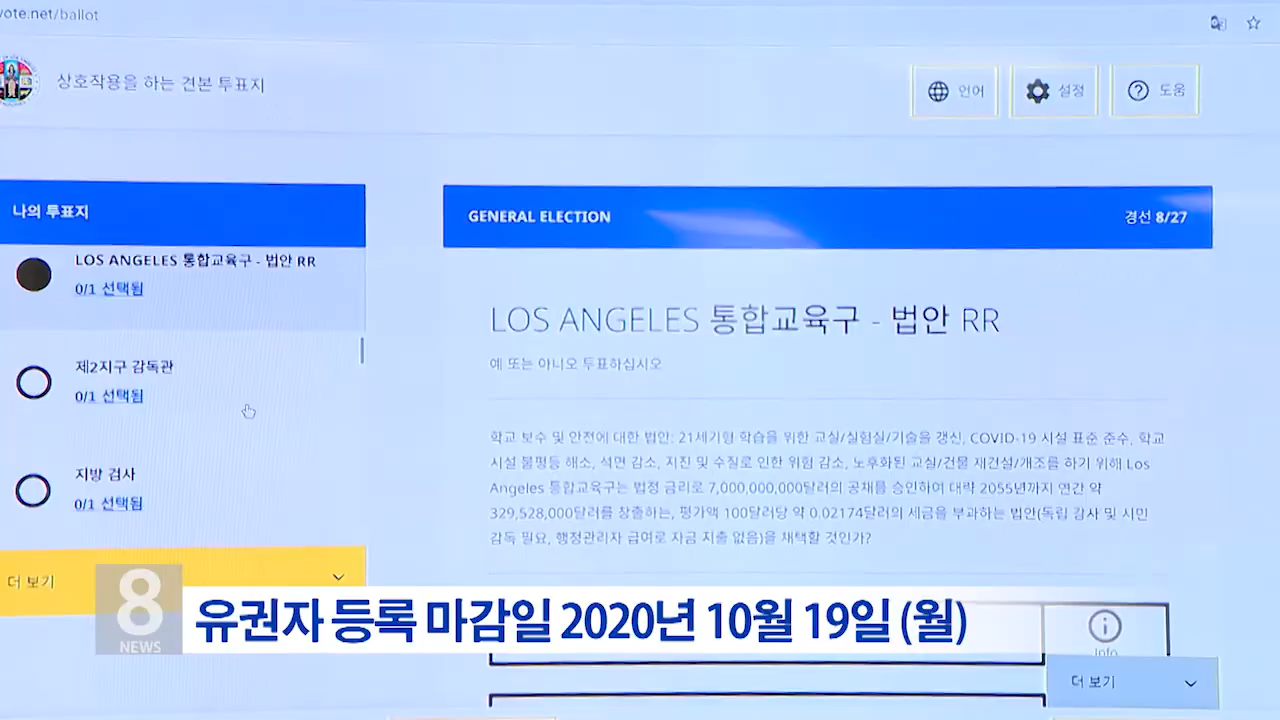 vote.net/ballot
상호작용을 하는 견본 투표지
언어
설정
도움
나의 투표지
LOS ANGELES 통합교육구 - 법안 RR
0/1 선택됨
제2지구 감독관
0/1 선택됨
지방 검사
0/1 선택됨
더 보기
GENERAL ELECTION
경선 8/27
LOS ANGELES 통합교육구 - 법안 RR
예 또는 아니오 투표하십시오
학교 보수 및 안전에 대한 법안: 21세기형 학습을 위한 교실/실험실/기술을 갱신, COVID-19 시설 표준 준수, 학교
시설 불평등 해소, 석면 감소, 지진 및 수질로 인한 위험 감소, 노후화된 교실/건물 재건설/개조를 하기 위해 Los
Angeles 통합교육구는 법정 금리로 7,000,000,000달러의 공채를 승인하여 대략 2055년까지 연간 약
329,528,000달러를 창출하는, 평가액 100달러당 약 0.02174달러의 세금을 부과하는 법안(독립 감사 및 시민
감독 필요, 행정관리자 급여로 자금 지출 없음)을 채택할 것인가?
8
NEWS
유권자 등록 마감일 2020년 10월 19일 (월)
Info
더 보기